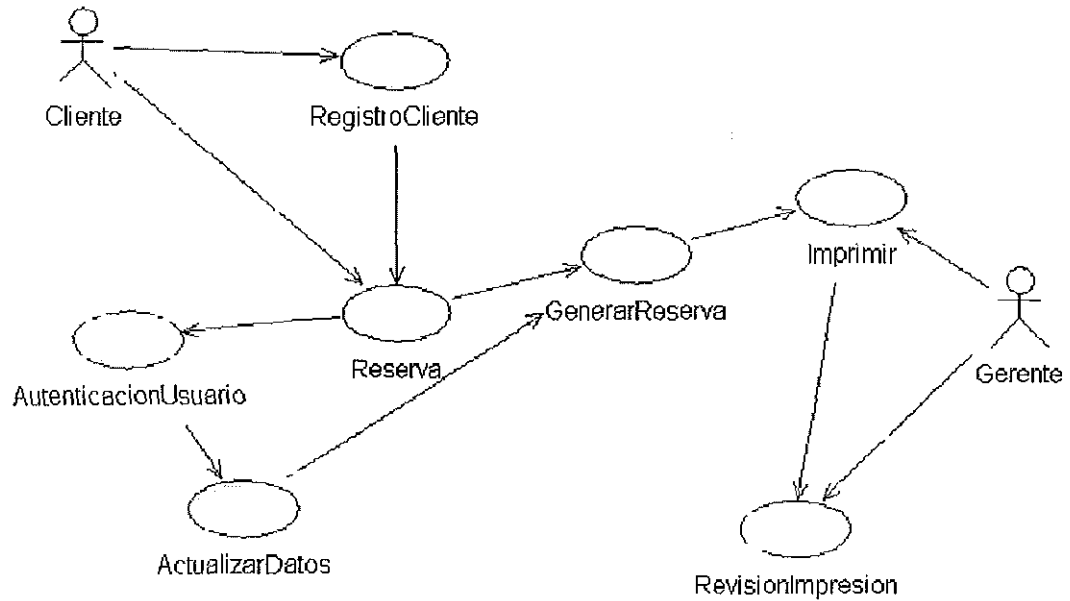 Cliente
RegistroCliente
Imprimir
GenerarReserva
Reserva
Gerente
AutenticacionUsuario
ActualizarDatos
RevisionImpresion